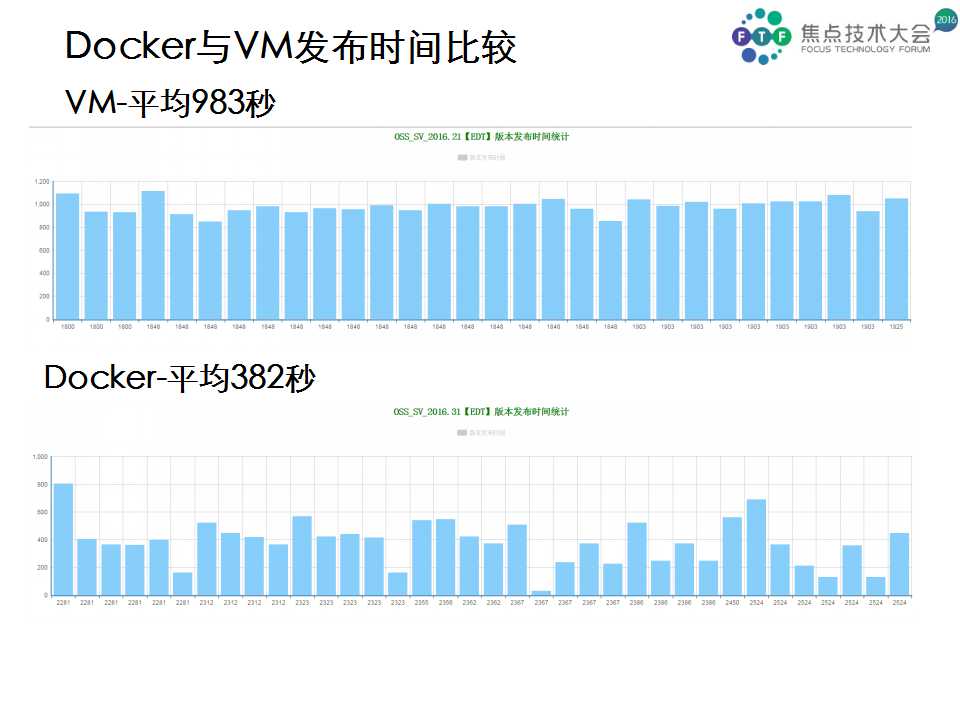 Docker与VM发布时间比较
FTF
焦点技术大会
FOCUS TECHNOLOGY FORUM
2016
VM-平均983秒
OSS_SV_2016.21【EDT】版本发布时间统计
1,200
1,000
800
600
400
200
0
1800 1800 1800 1848 1848 1848 1848 1848 1848 1848 1848 1848 1848 1848 1848 1848 1848 1848 1848 1848 1903 1903 1903 1903 1903 1903 1903 1903 1903 1925
Docker-平均382秒
OSS_SV_2016.31【EDT】版本发布时间统计
1,000
800
600
400
200
0
2281 2281 2281 2281 2281 2281 2312 2312 2312 2312 2323 2323 2323 2323 2323 2355 2356 2362 2362 2367 2367 2367 2367 2367 2386 2386 2386 2386 2450 2524 2524 2524 2524 2524 2524 2524